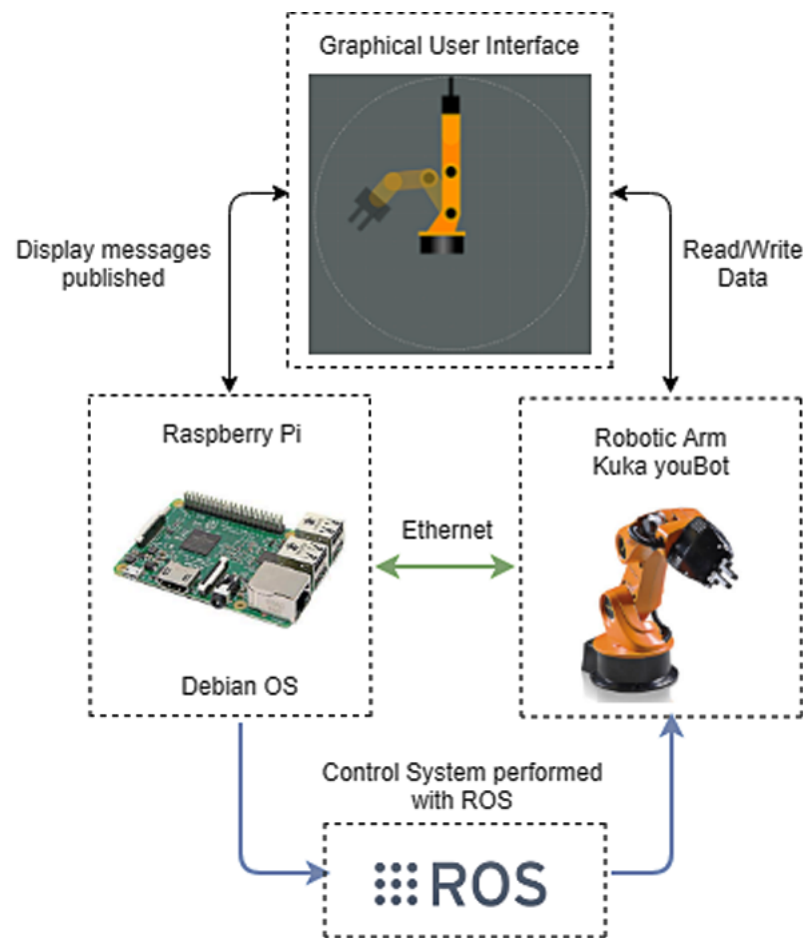 Graphical User Interface
Display messages
published
Read/Write
Data
Raspberry Pi
Robotic Arm
Kuka youBot
Ethernet
Debian OS
Control System performed
with ROS
ROS